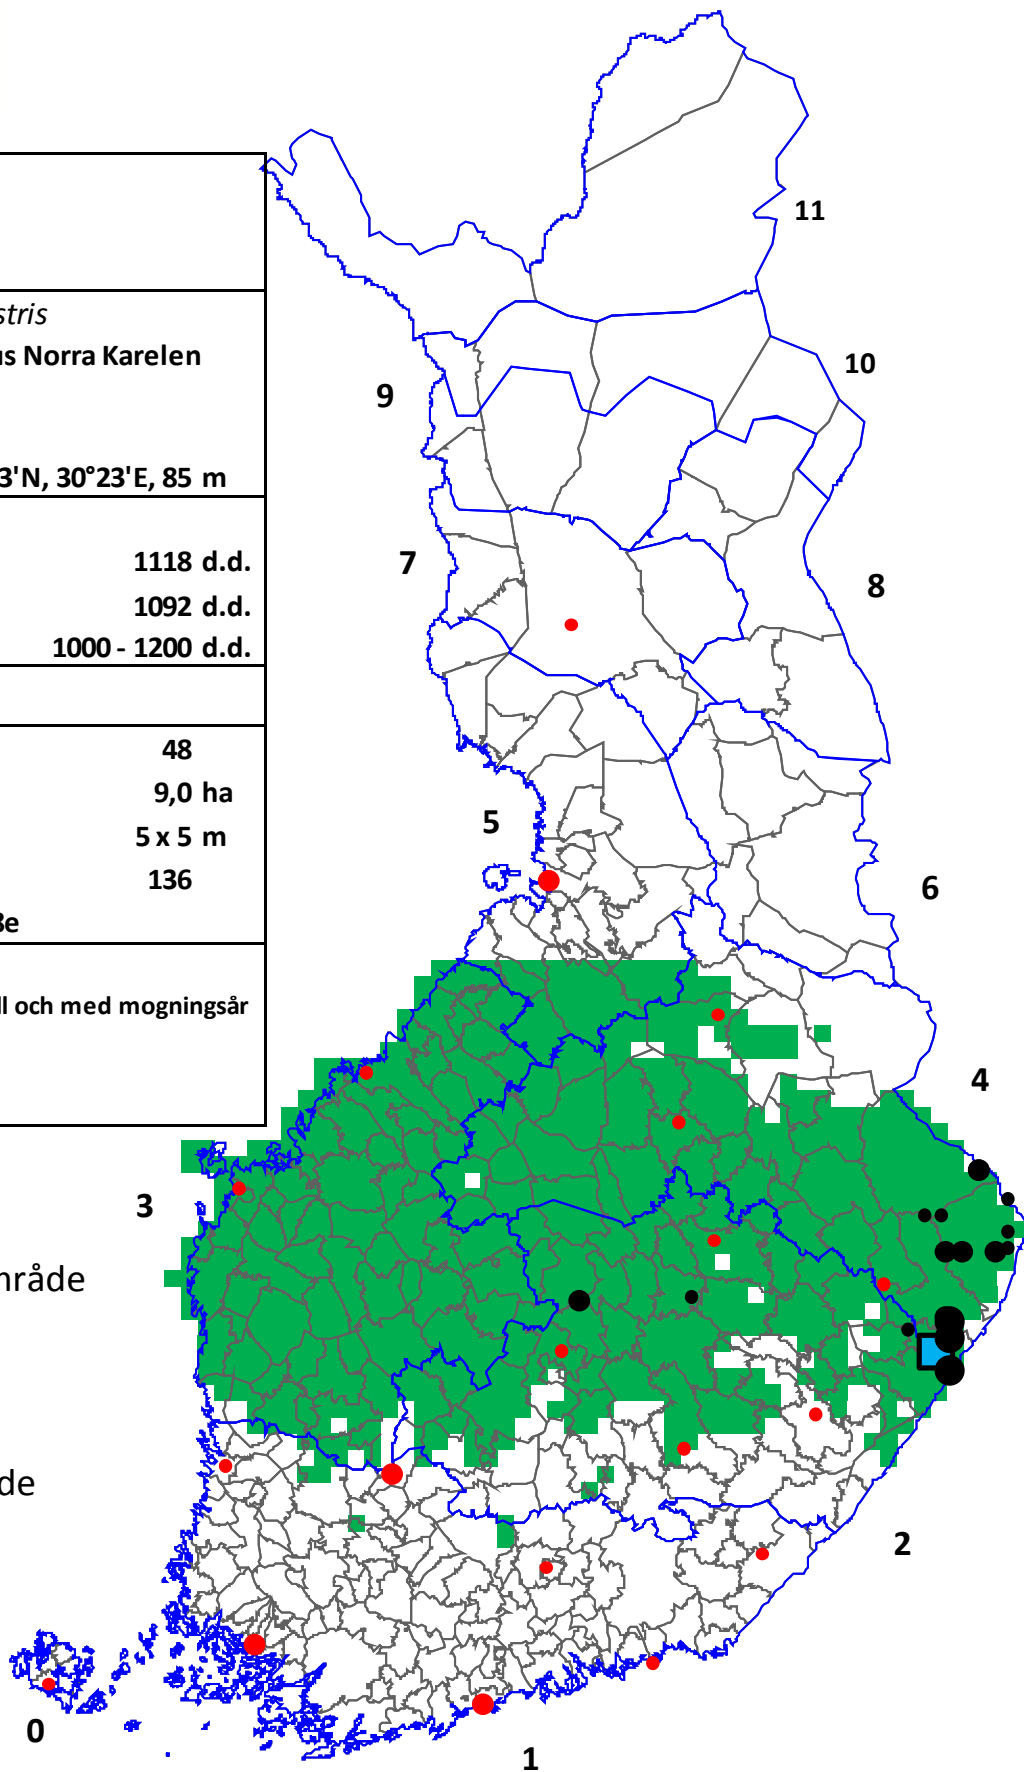 stris
us Norra Karelen
3'N, 30°23'E, 85 m
1118 d.d.
1092 d.d.
1000 - 1200 d.d.
48
9,0 ha
5 x 5 m
136
3e
ll och med mogningsår
mråde
de
11
10
9
8
7
6
5
4
3
2
1
0